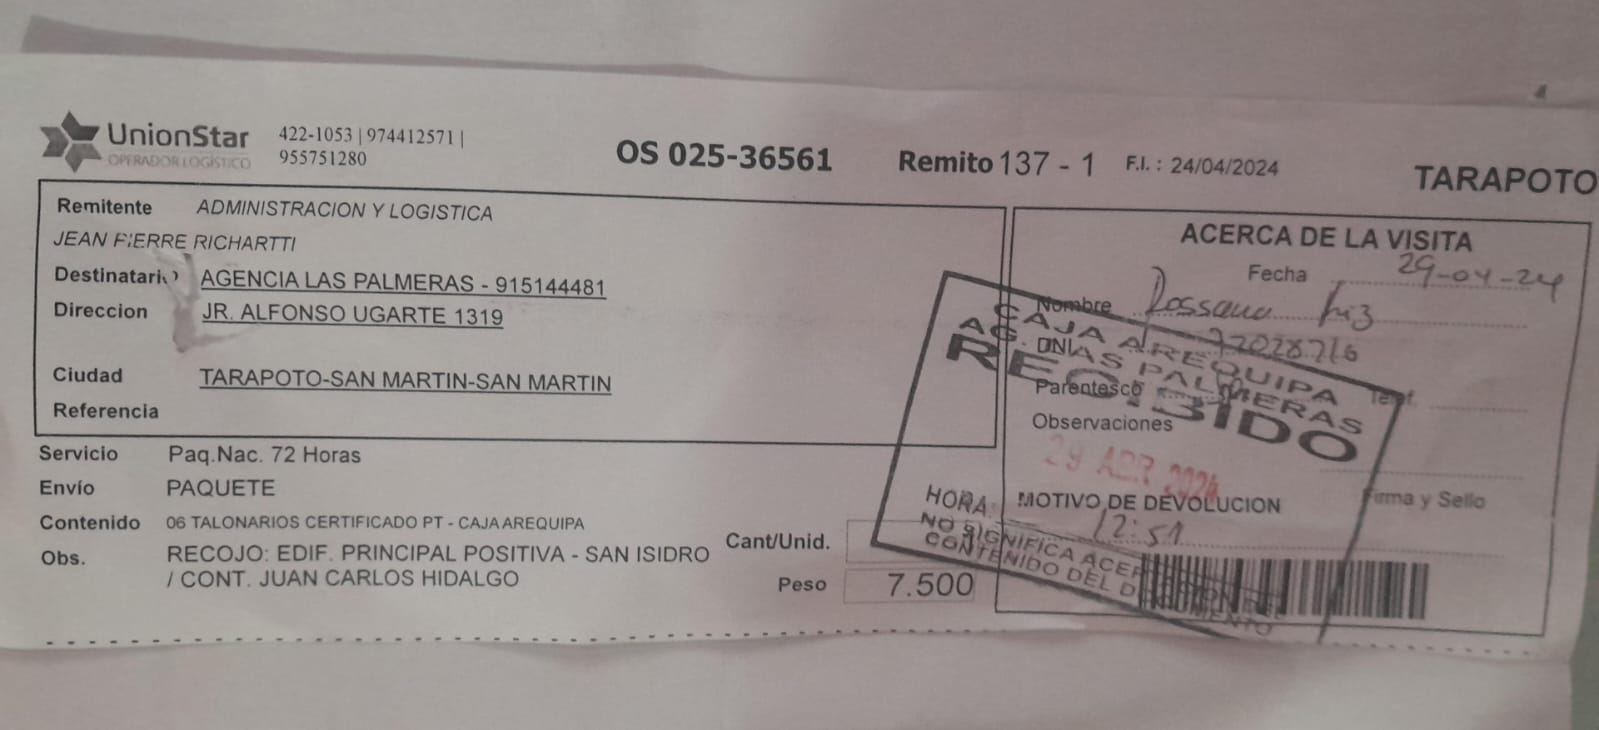 UnionStar
OPERADOR LOGÍSTICO
422-1053 | 974412571 |
955751280
OS 025-36561
Remito 137 - 1
F.I. : 24/04/2024
TARAPOTO
Remitente ADMINISTRACION Y LOGISTICA
JEAN PIERRE RICHARTTI
Destinatario AGENCIA LAS PALMERAS - 915144481
Direccion JR. ALFONSO UGARTE 1319
Ciudad TARAPOTO-SAN MARTIN-SAN MARTIN
Referencia
Servicio Paq.Nac. 72 Horas
Envío PAQUETE
Contenido 06 TALONARIOS CERTIFICADO PT - CAJA AREQUIPA
Obs. RECOJO: EDIF. PRINCIPAL POSITIVA - SAN ISIDRO
/ CONT. JUAN CARLOS HIDALGO
Cant/Unid.
Peso 7.500
ACERCA DE LA VISITA
Fecha 29-04-24
Nombre Rossana
DNI
Parentesco Telef.
Observaciones
MOTIVO DE DEVOLUCION Firma y Sello
CAJA AREQUIPA
AG. LAS PALMERAS
RECIBIDO
29 ABR 2024
HORA: 12:51
NO SIGNIFICA ACEPTACION DEL
CONTENIDO DEL DOCUMENTO